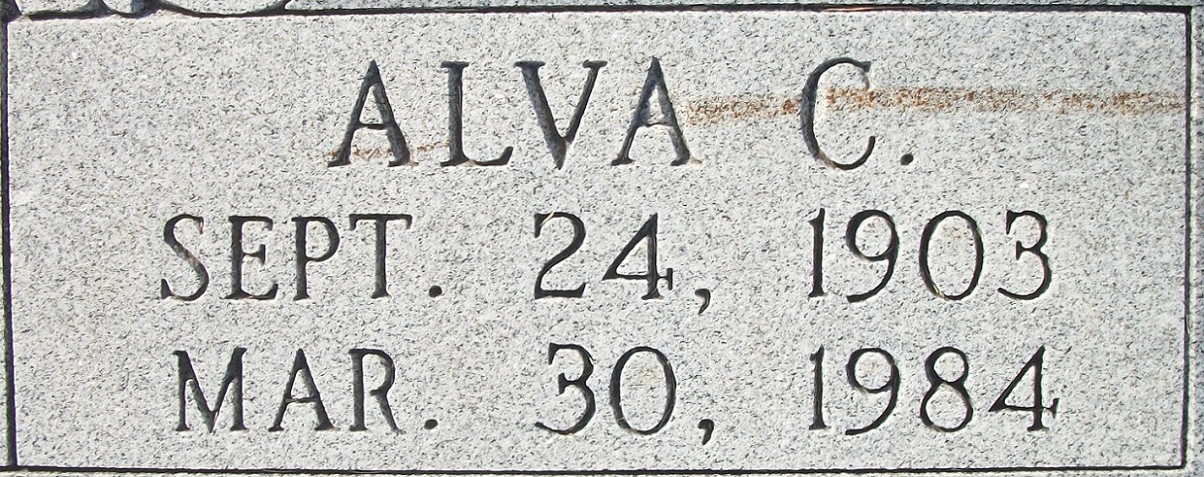 ALVA C.
SEPT. 24, 1903
MAR. 30, 1984